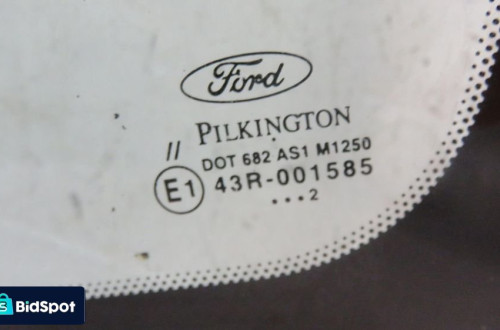 Ford
PILKINGTON
// DOT 682 AS1 M1250
E1 43R-001585
...2
BidSpot